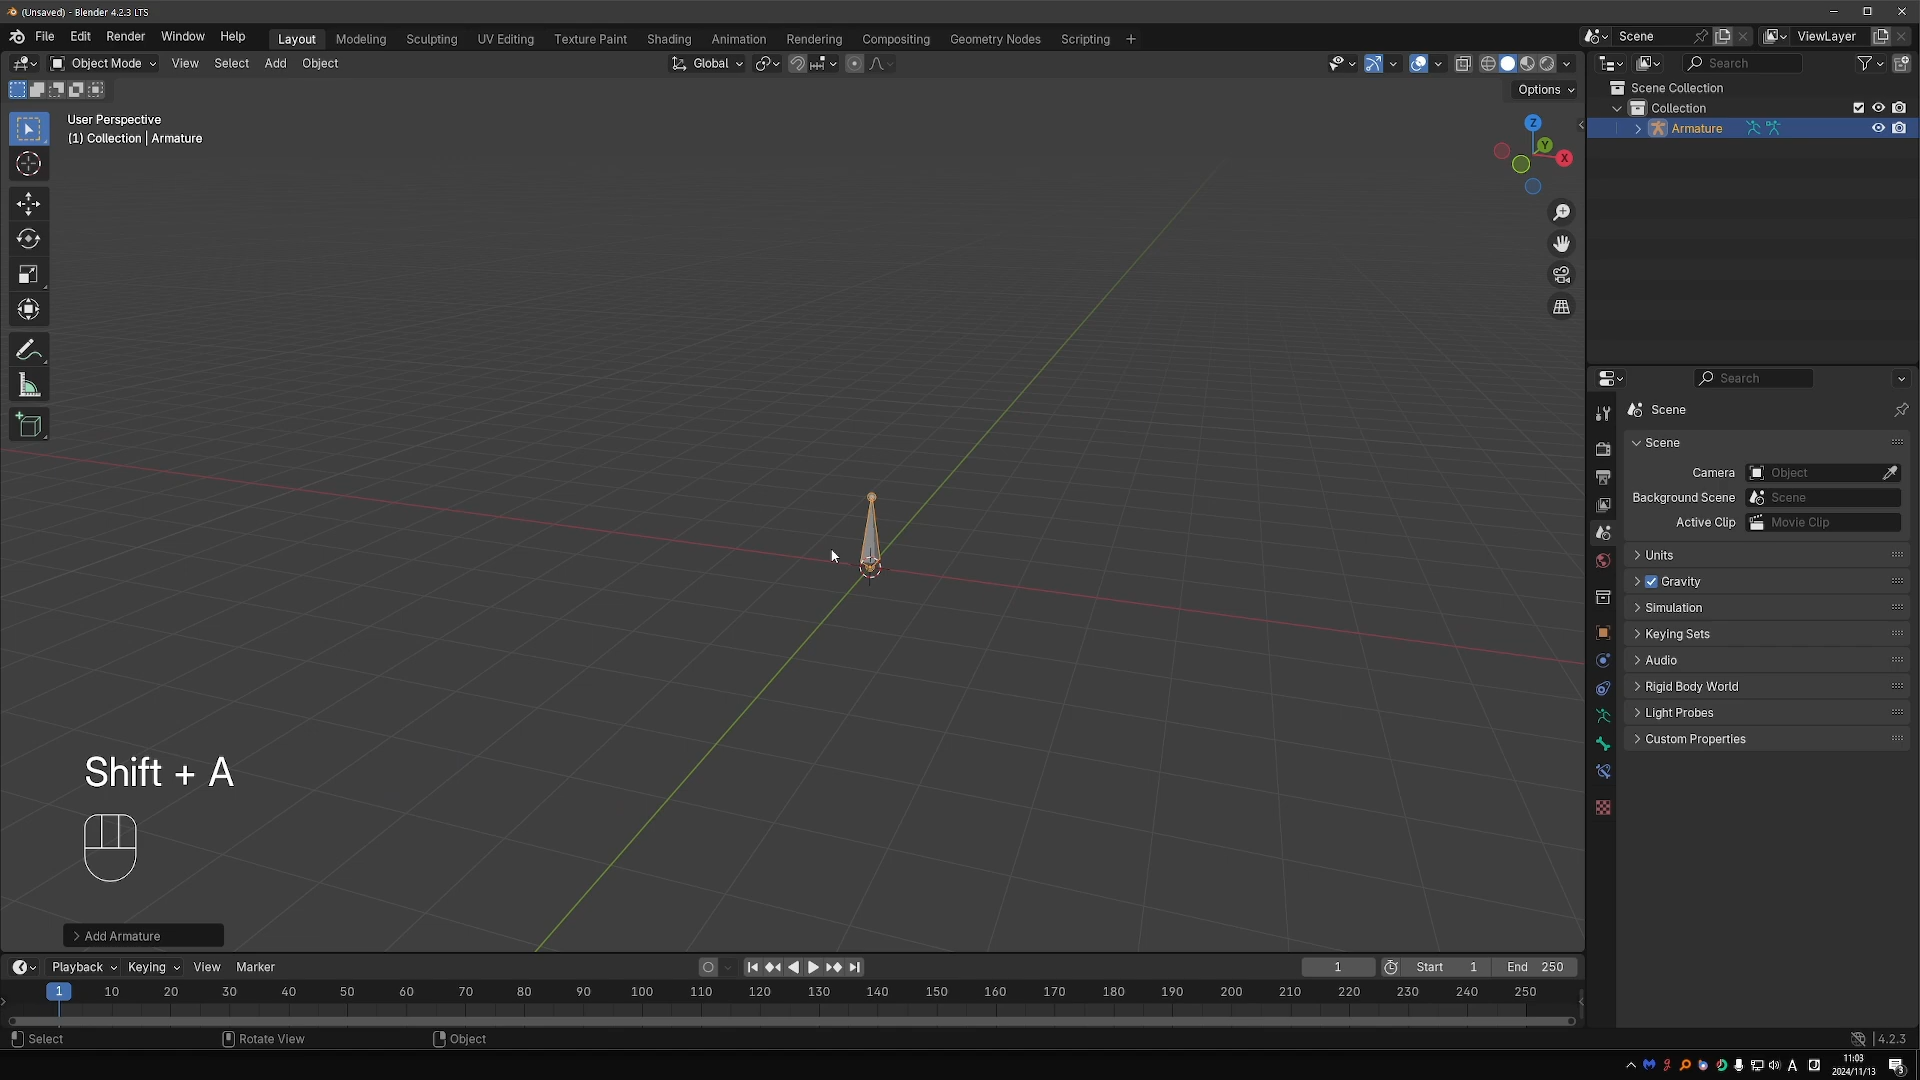 (Unsaved) - Blender 4.2.3 LTS
File Edit Render Window Help Layout Modeling Sculpting UV Editing Texture Paint Shading Animation Rendering Compositing Geometry Nodes Scripting + Scene ViewLayer
Object Mode View Select Add Object Global Search
Options
User Perspective
(1) Collection | Armature
Z
Y
X
Scene Collection
Collection
Armature
Search
Scene
Scene
Camera Object
Background Scene Scene
Active Clip Movie Clip
Units
Gravity
Simulation
Keying Sets
Audio
Rigid Body World
Light Probes
Custom Properties
Shift + A
Add Armature
Playback Keying View Marker 1 Start 1 End 250
1 10 20 30 40 50 60 70 80 90 100 110 120 130 140 150 160 170 180 190 200 210 220 230 240 250
Select Rotate View Object 4.2.3
A 11:03
2024/11/13
3